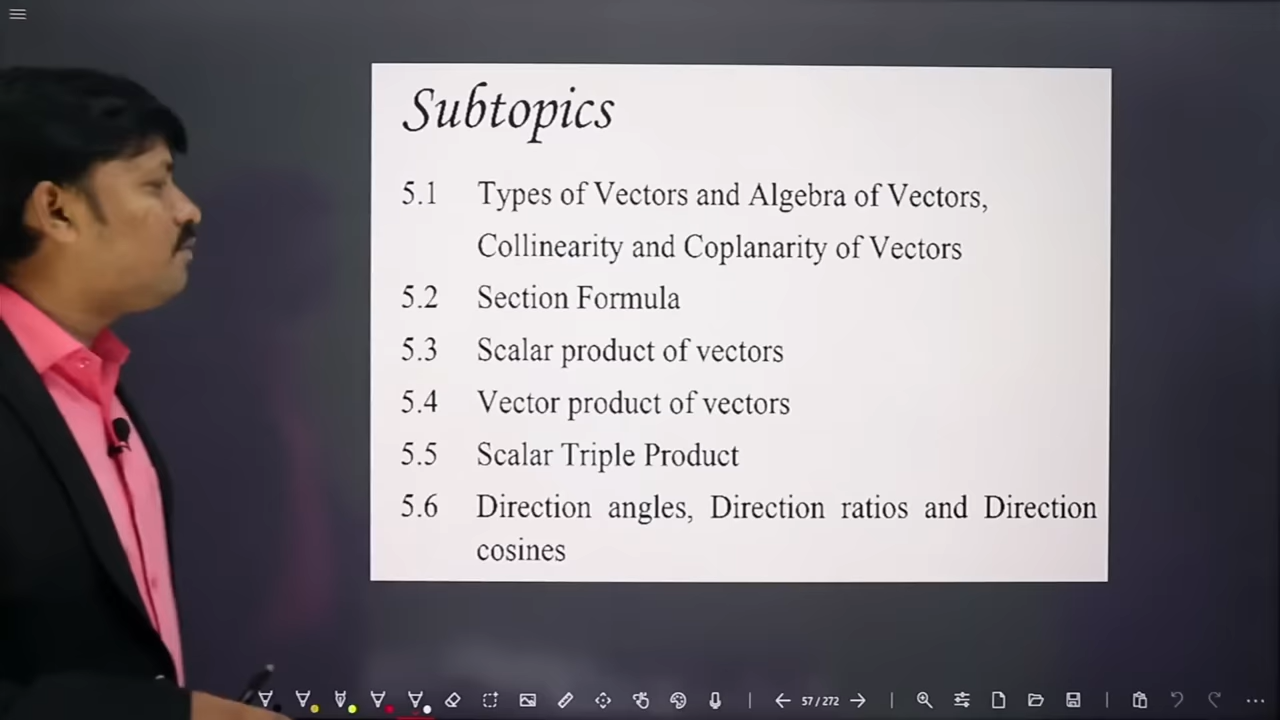 Subtopics
5.1 Types of Vectors and Algebra of Vectors,
Collinearity and Coplanarity of Vectors
5.2 Section Formula
5.3 Scalar product of vectors
5.4 Vector product of vectors
5.5 Scalar Triple Product
5.6 Direction angles, Direction ratios and Direction
cosines
57 / 272